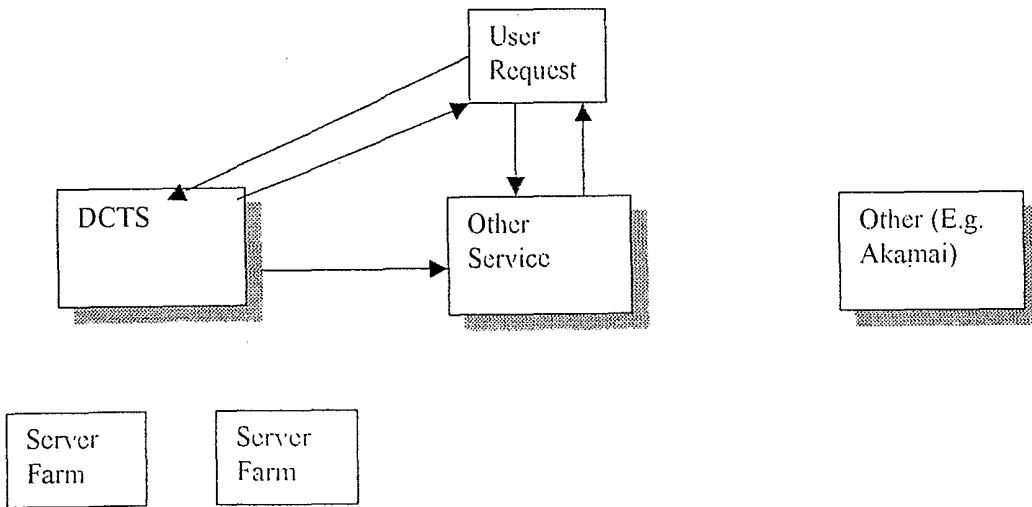 User
Request
DCTS
Other
Service
Other (E.g.
Akamai)
Server
Farm
Server
Farm